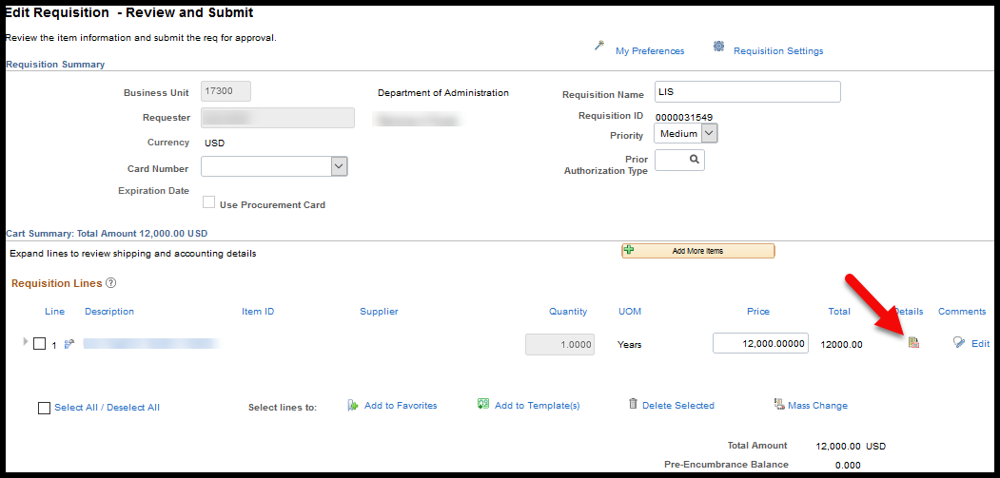 Edit Requisition - Review and Submit
Review the item information and submit the req for approval.
My Preferences Requisition Settings
Requisition Summary
Business Unit 17300 Department of Administration Requisition Name LIS
Requester Requisition ID 0000031549
Currency USD Priority Medium
Card Number Prior Authorization Type
Expiration Date
Use Procurement Card
Cart Summary: Total Amount 12,000.00 USD
Expand lines to review shipping and accounting details Add More Items
Requisition Lines ?
Line Description Item ID Supplier Quantity UOM Price Total Details Comments
1 1.0000 Years 12,000.00000 12000.00 Edit
Select All / Deselect All Select lines to: Add to Favorites Add to Template(s) Delete Selected Mass Change
Total Amount 12,000.00 USD
Pre-Encumbrance Balance 0.000